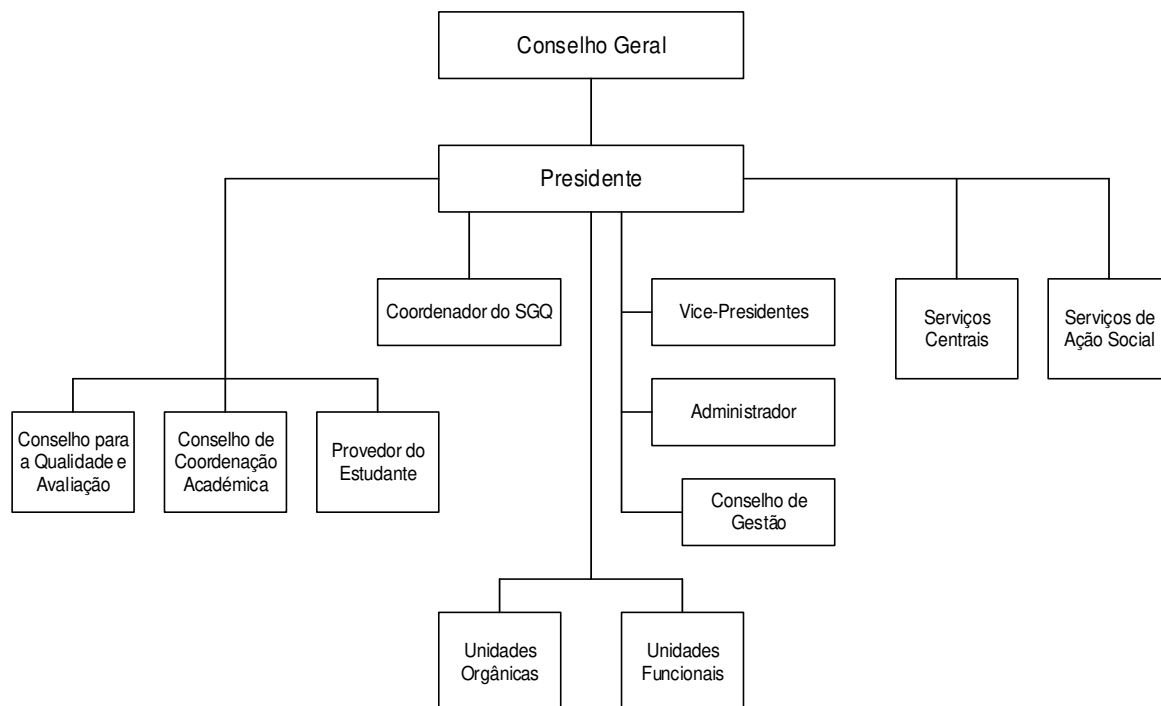 Conselho Geral
Presidente
Coordenador do SGQ
Vice-Presidentes
Serviços
Centrais
Serviços de
Ação Social
Administrador
Conselho para
a Qualidade e
Avaliação
Conselho de
Coordenação
Académica
Provedor do
Estudante
Conselho de
Gestão
Unidades
Orgânicas
Unidades
Funcionais